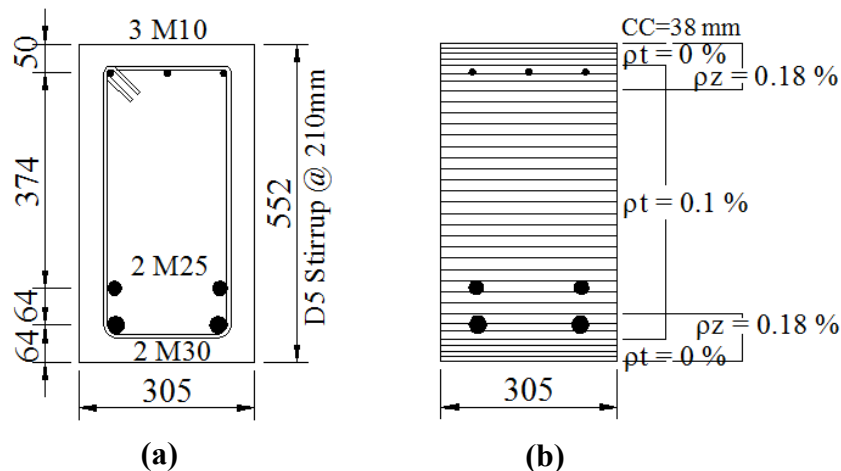 3 M10
50
374
64
64
2 M25
2 M30
552
D5 Stirrup @ 210mm
305
(a)
CC=38 mm
ρt = 0 %
ρz = 0.18 %
ρt = 0.1 %
ρz = 0.18 %
ρt = 0 %
305
(b)